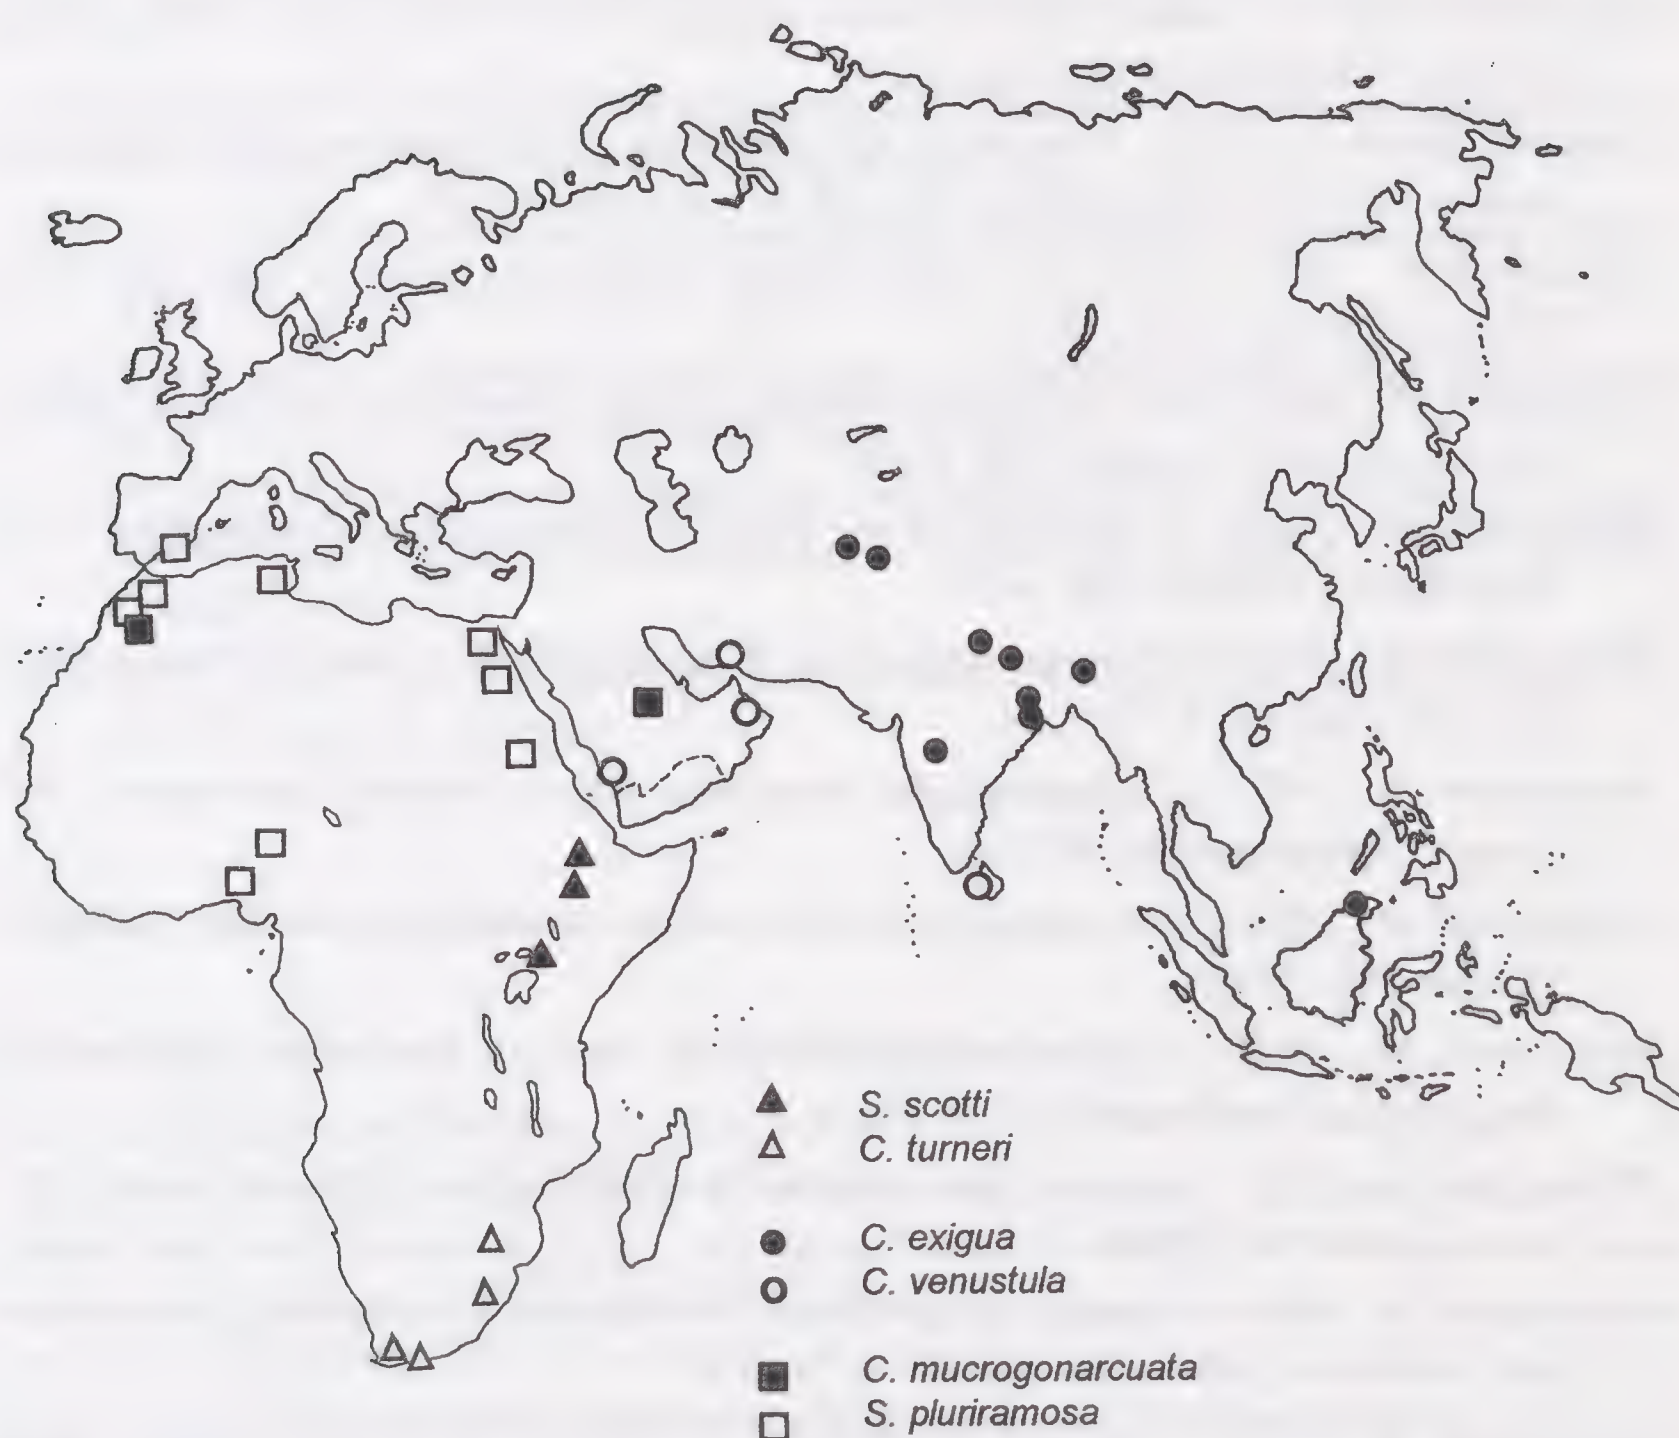 S. scotti
C. turneri
C. exigua
C. venustula
C. mucrogonarcuata
S. pluriramosa